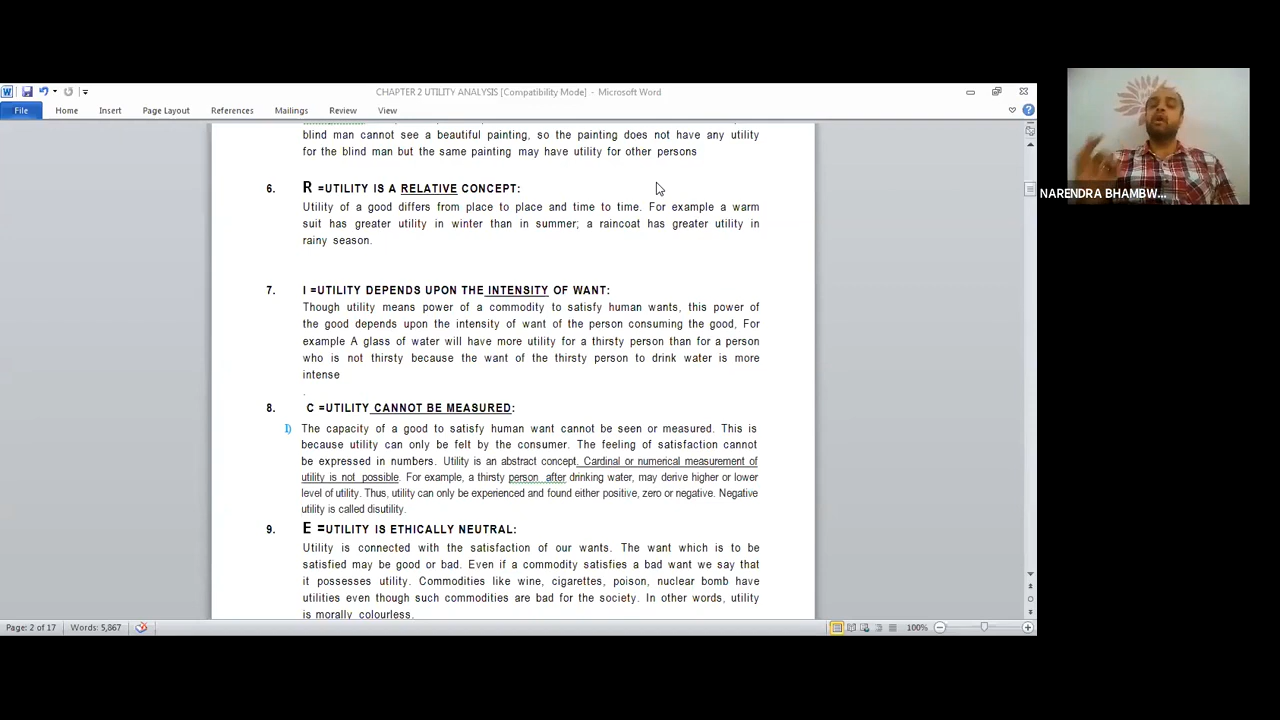 CHAPTER 2 UTILITY ANALYSIS [Compatibility Mode] - Microsoft Word
File Home Insert Page Layout References Mailings Review View
blind man cannot see a beautiful painting, so the painting does not have any utility
for the blind man but the same painting may have utility for other persons
6. R =UTILITY IS A RELATIVE CONCEPT:
Utility of a good differs from place to place and time to time. For example a warm
suit has greater utility in winter than in summer; a raincoat has greater utility in
rainy season.
7. I =UTILITY DEPENDS UPON THE INTENSITY OF WANT:
Though utility means power of a commodity to satisfy human wants, this power of
the good depends upon the intensity of want of the person consuming the good, For
example A glass of water will have more utility for a thirsty person than for a person
who is not thirsty because the want of the thirsty person to drink water is more
intense
.
8. C =UTILITY CANNOT BE MEASURED:
I) The capacity of a good to satisfy human want cannot be seen or measured. This is
because utility can only be felt by the consumer. The feeling of satisfaction cannot
be expressed in numbers. Utility is an abstract concept. Cardinal or numerical measurement of
utility is not possible. For example, a thirsty person after drinking water, may derive higher or lower
level of utility. Thus, utility can only be experienced and found either positive, zero or negative. Negative
utility is called disutility.
9. E =UTILITY IS ETHICALLY NEUTRAL:
Utility is connected with the satisfaction of our wants. The want which is to be
satisfied may be good or bad. Even if a commodity satisfies a bad want we say that
it possesses utility. Commodities like wine, cigarettes, poison, nuclear bomb have
utilities even though such commodities are bad for the society. In other words, utility
is morally colourless.
Page: 2 of 17 Words: 5,867 100%
NARENDRA BHAMBW...